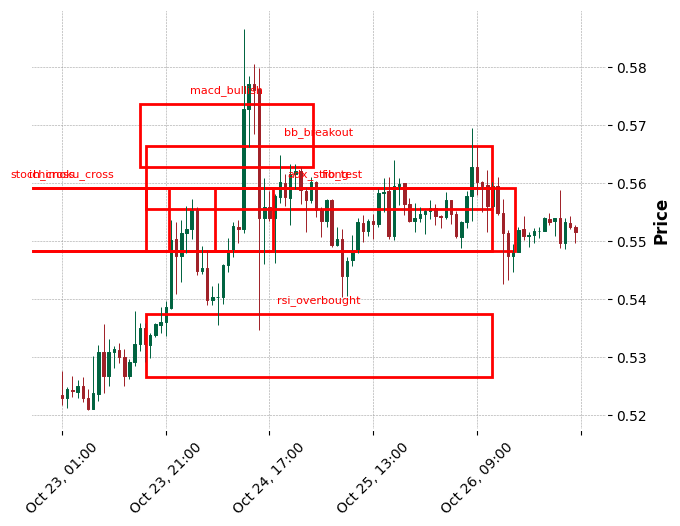 0.58
macd_bullish
0.57
bb_breakout
stoch_cross
ichimoku_cross
adx_strong
fib_test
0.56
0.55
Price
0.54
rsi_overbought
0.53
0.52
Oct 23, 01:00
Oct 23, 21:00
Oct 24, 17:00
Oct 25, 13:00
Oct 26, 09:00